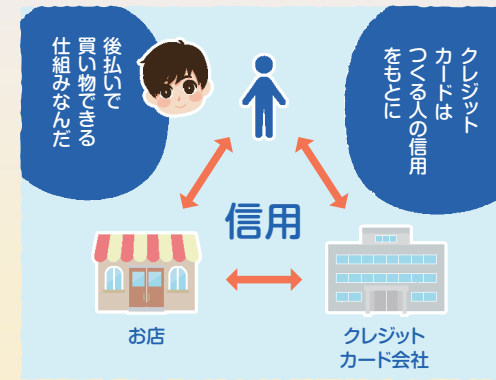 クレジット
カードは
つくる人の信用
をもとに
後払いで
買い物できる
仕組みなんだ
信用
お店
クレジット
カード会社